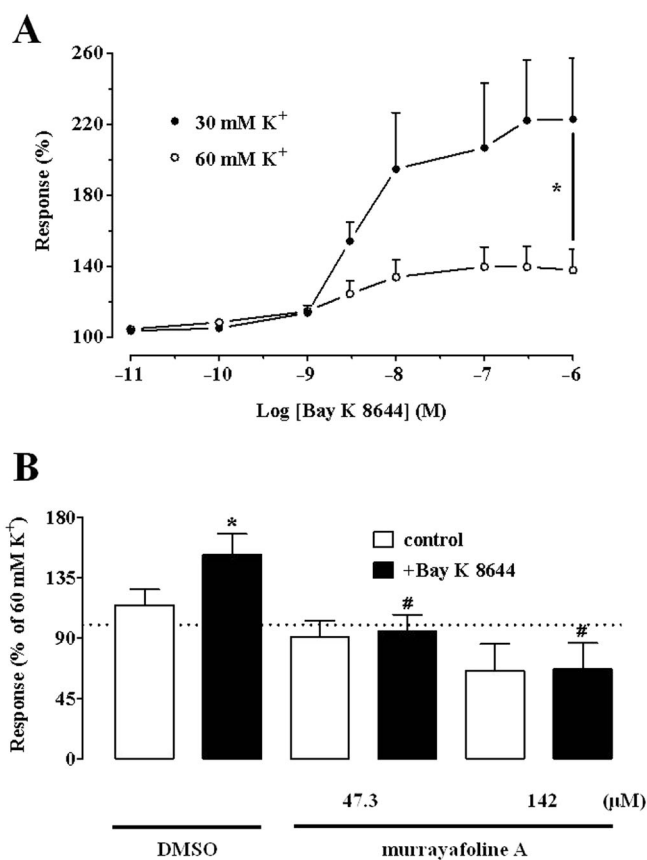 A
260
220
180
140
100
Response (%)
30 mM K+
60 mM K+
*
−11 −10 −9 −8 −7 −6
Log [Bay K 8644] (M)
B
180
135
90
45
0
Response (% of 60 mM K+)
control
+Bay K 8644
*
#
#
47.3 142 (μM)
DMSO murrayafoline A